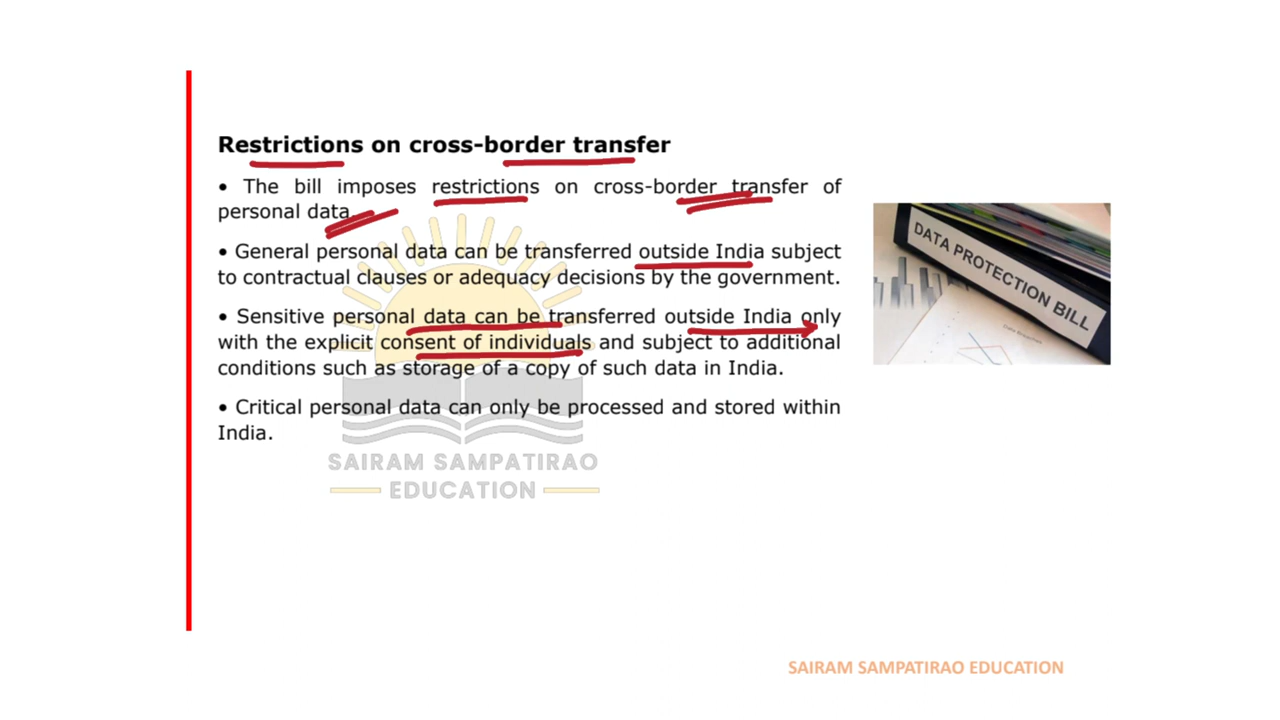 Restrictions on cross-border transfer
• The bill imposes restrictions on cross-border transfer of
personal data.
• General personal data can be transferred outside India subject
to contractual clauses or adequacy decisions by the government.
• Sensitive personal data can be transferred outside India only
with the explicit consent of individuals and subject to additional
conditions such as storage of a copy of such data in India.
• Critical personal data can only be processed and stored within
India.
SAIRAM SAMPATIRAO
EDUCATION
DATA PROTECTION BILL
SAIRAM SAMPATIRAO EDUCATION